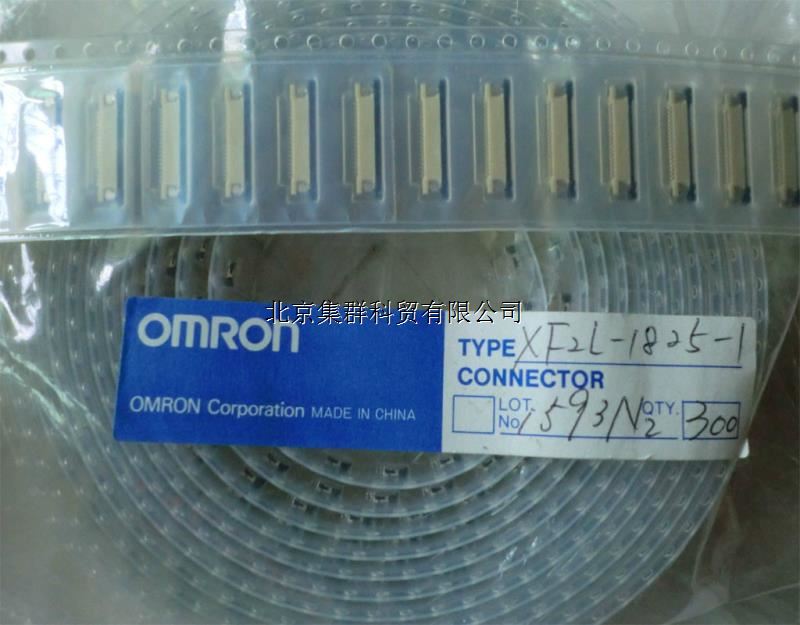 北京集群科贸有限公司
OMRON
TYPE XF2L-1825-1
CONNECTOR
OMRON Corporation MADE IN CHINA
LOT No. 1593N2 QTY. 300